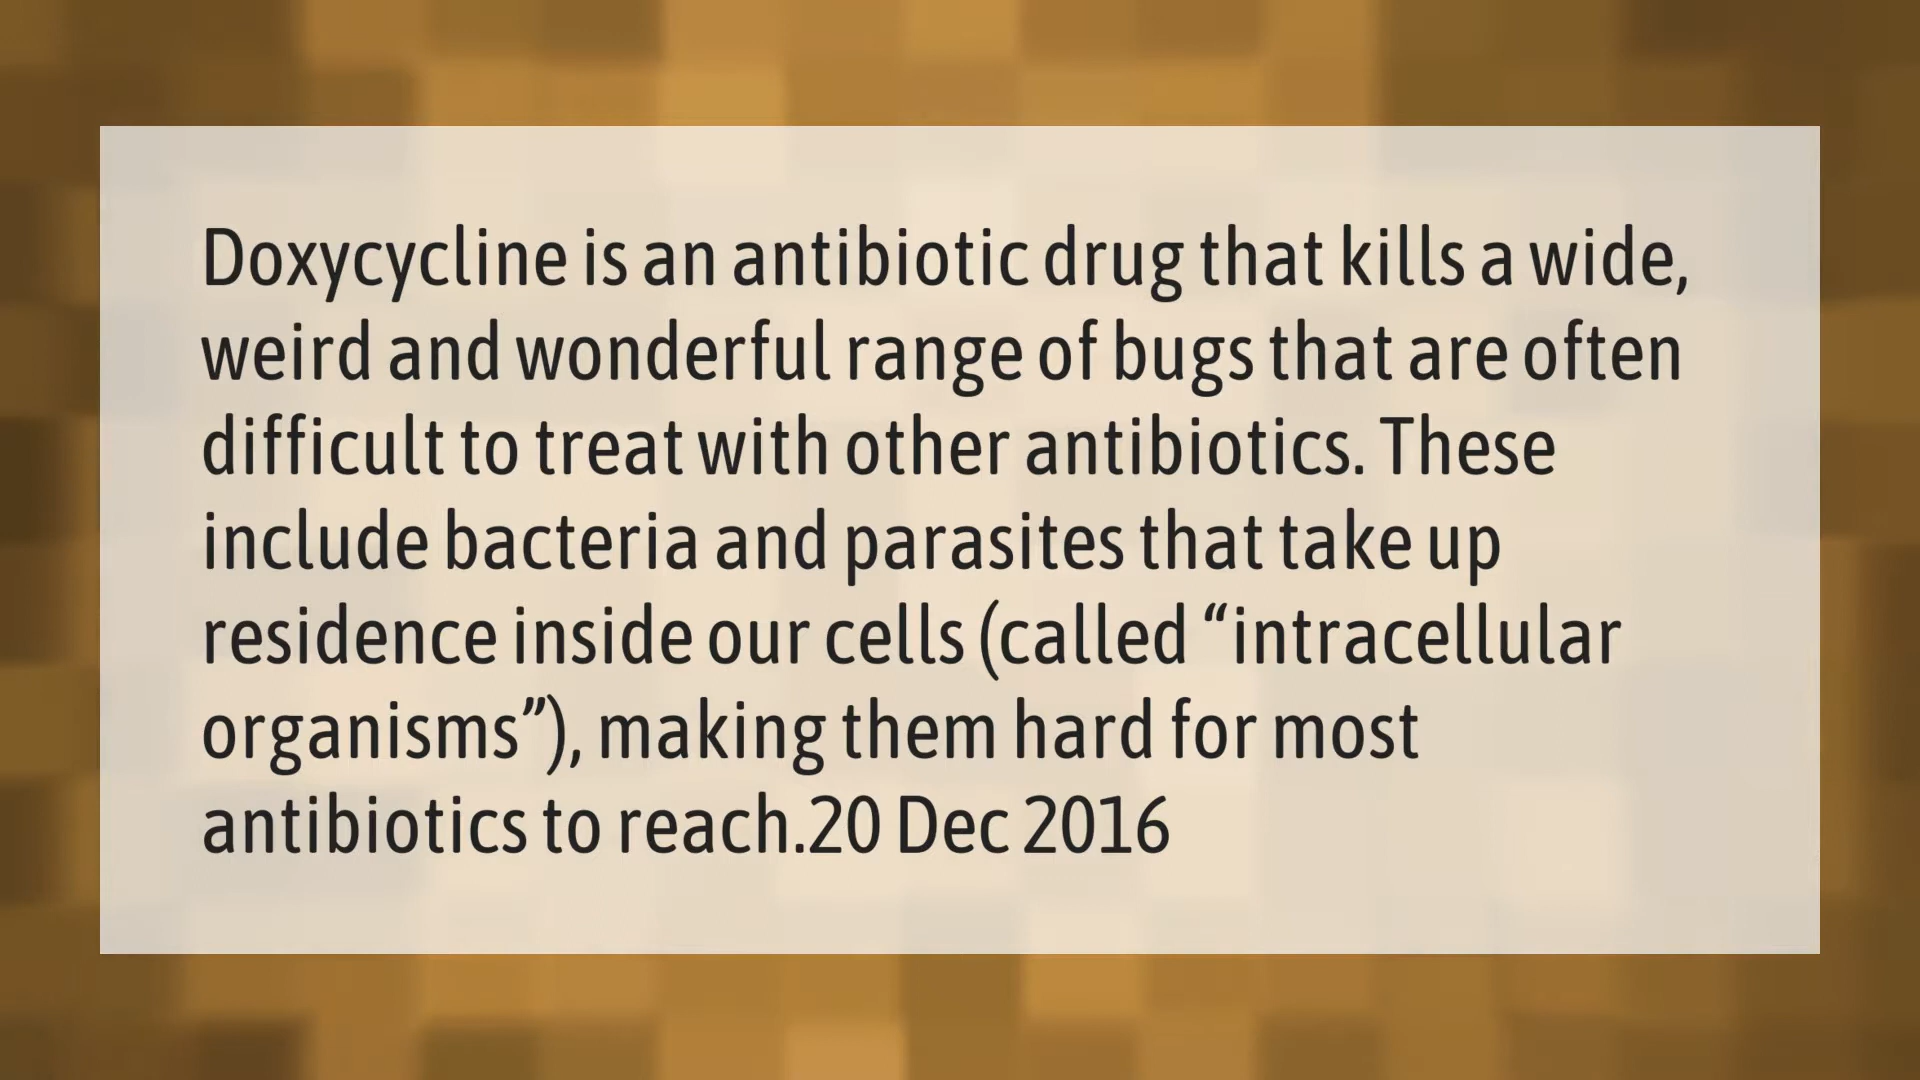 Doxycycline is an antibiotic drug that kills a wide,
weird and wonderful range of bugs that are often
difficult to treat with other antibiotics. These
include bacteria and parasites that take up
residence inside our cells (called “intracellular
organisms”), making them hard for most
antibiotics to reach.20 Dec 2016